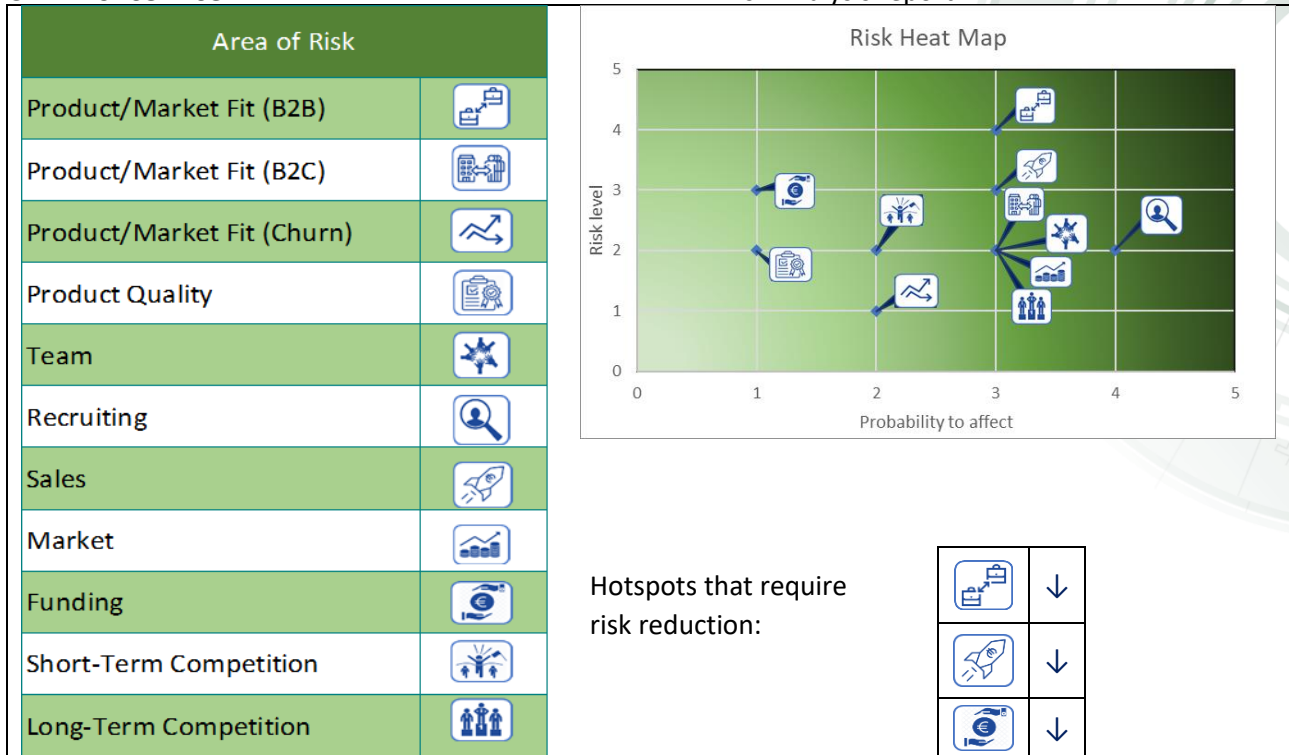 Area of Risk
Product/Market Fit (B2B)
Product/Market Fit (B2C)
Product/Market Fit (Churn)
Product Quality
Team
Recruiting
Sales
Market
Funding
Short-Term Competition
Long-Term Competition
Risk Heat Map
Risk level
5
4
3
2
1
0
0 1 2 3 4 5
Probability to affect
Hotspots that require
risk reduction: